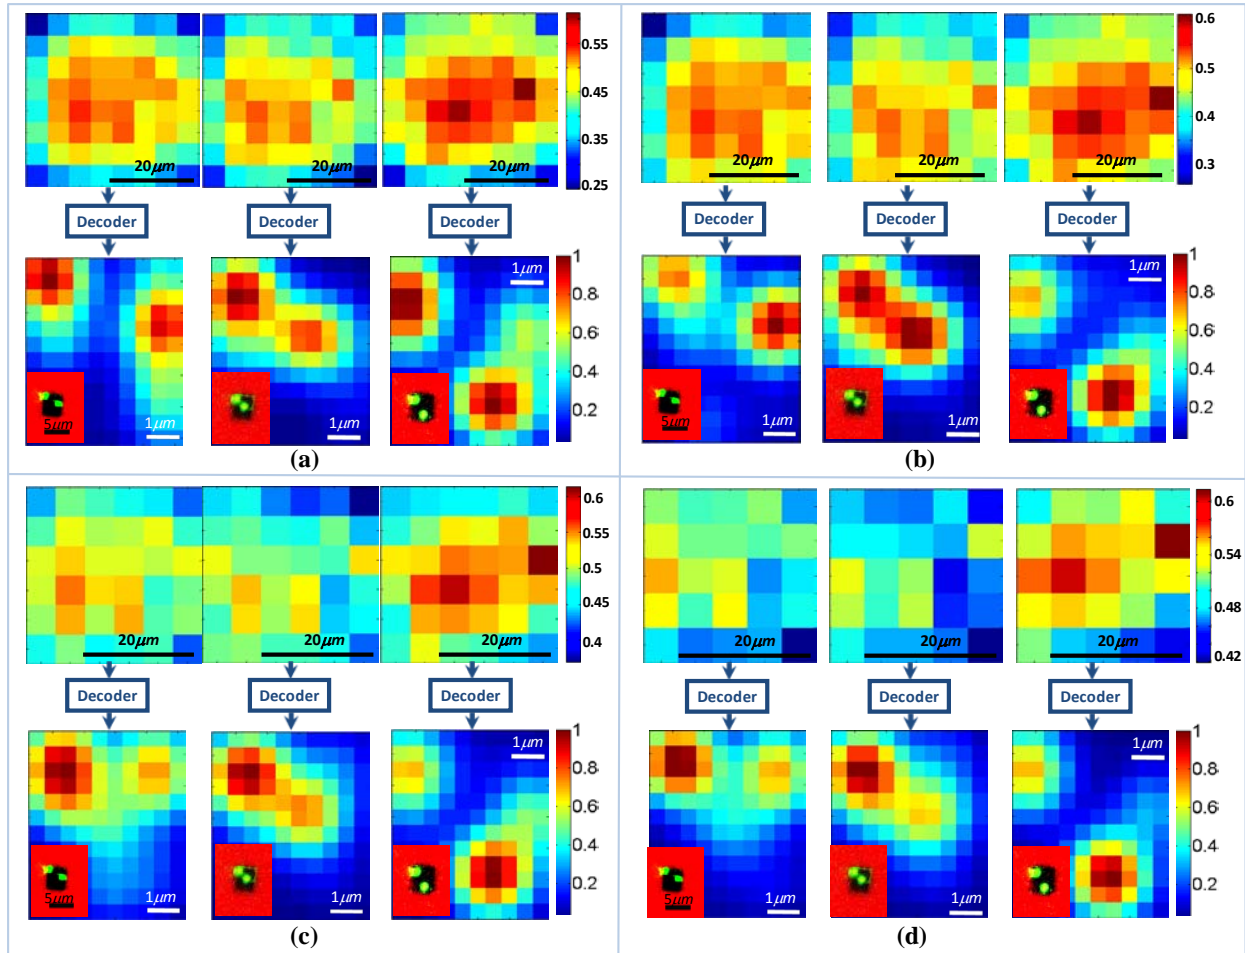 0.55
0.45
0.35
0.25
20μm
20μm
20μm
Decoder
Decoder
Decoder
1
0.8
0.6
0.4
0.2
1μm
5μm
1μm
1μm
(a)
0.6
0.5
0.4
0.3
20μm
20μm
20μm
Decoder
Decoder
Decoder
1
0.8
0.6
0.4
0.2
1μm
5μm
1μm
1μm
(b)
0.6
0.55
0.5
0.45
0.4
20μm
20μm
20μm
Decoder
Decoder
Decoder
1
0.8
0.6
0.4
0.2
1μm
5μm
1μm
1μm
(c)
0.6
0.54
0.48
0.42
20μm
20μm
20μm
Decoder
Decoder
Decoder
1
0.8
0.6
0.4
0.2
1μm
5μm
1μm
1μm
(d)